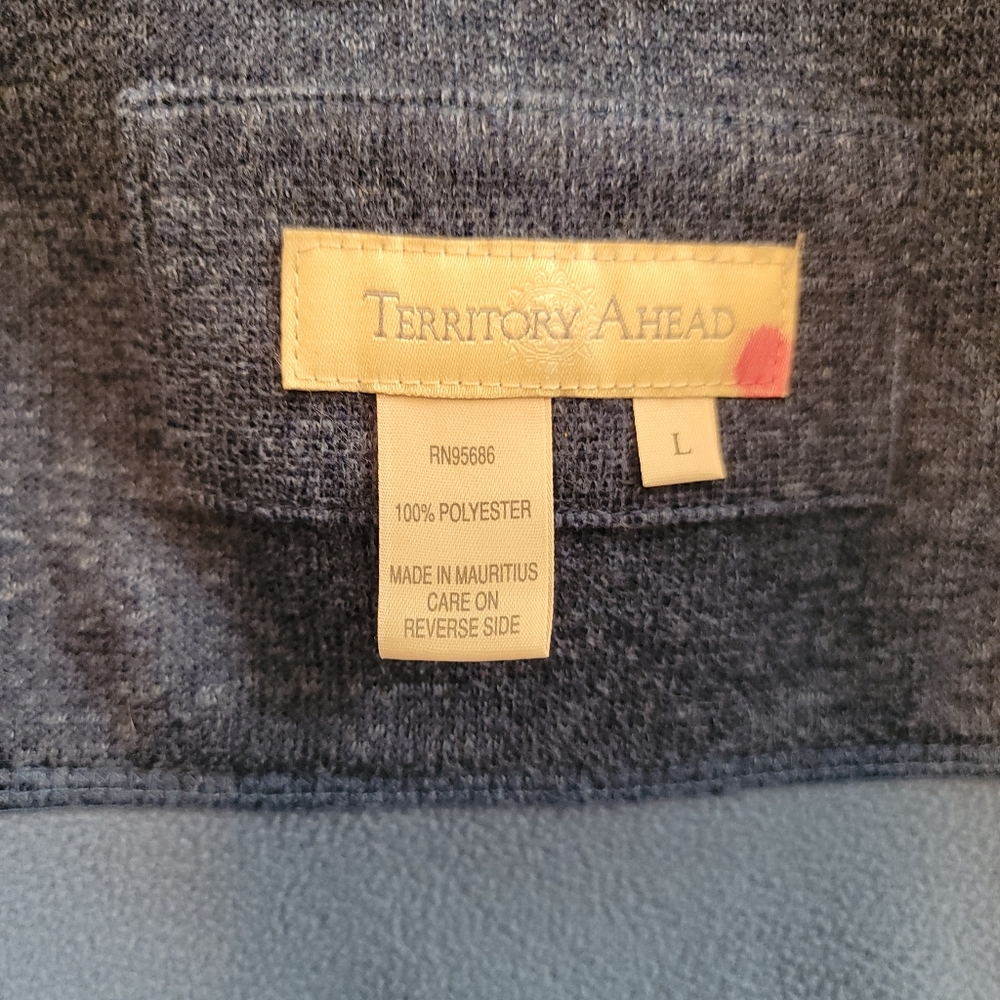 TERRITORY AHEAD
RN95686
L
100% POLYESTER
MADE IN MAURITIUS
CARE ON
REVERSE SIDE